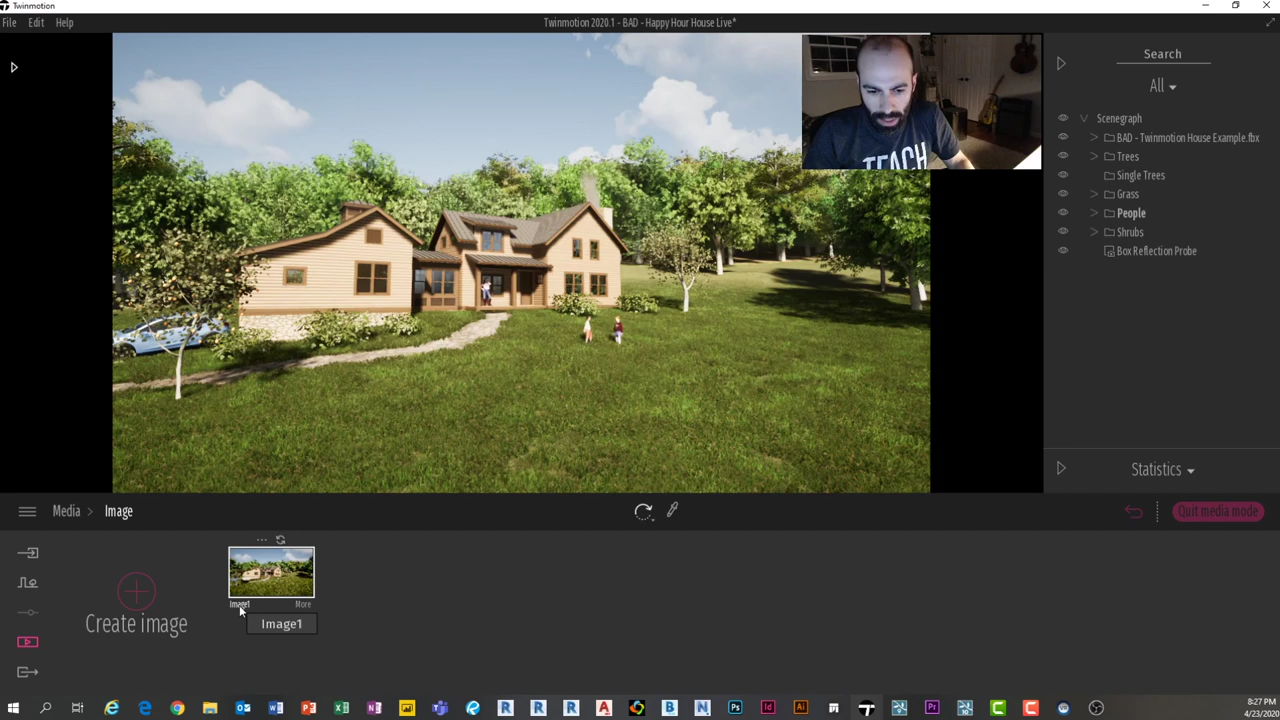 Twinmotion
File Edit Help
Twinmotion 2020.1 - BAD - Happy Hour House Live*
TEACH
Search
All
Scenegraph
BAD - Twinmotion House Example.fbx
Trees
Single Trees
Grass
People
Shrubs
Box Reflection Probe
Statistics
Media > Image
Quit media mode
Create image
Image1 More
Image1
8:27 PM
4/23/2020